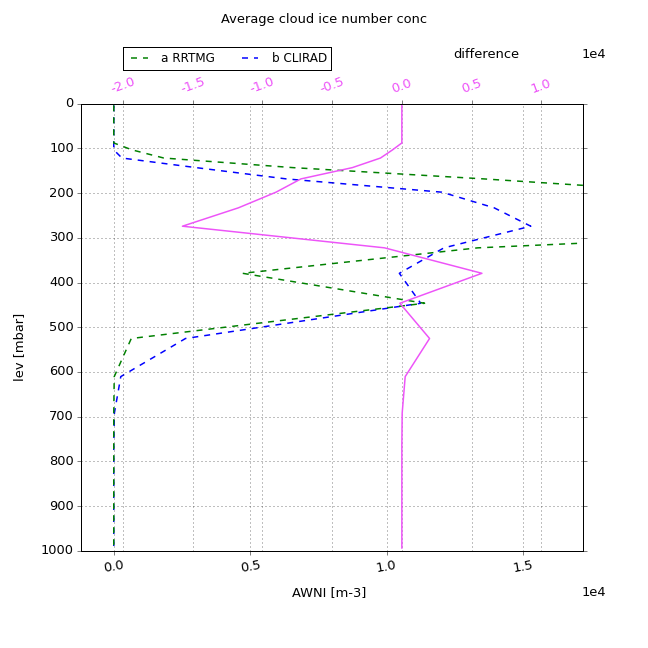 Average cloud ice number conc
a RRTMG b CLIRAD difference 1e4
-2.0 -1.5 -1.0 -0.5 0.0 0.5 1.0
0
100
200
300
400
500
600
700
800
900
1000
lev [mbar]
0.0 0.5 1.0 1.5
AWNI [m-3] 1e4